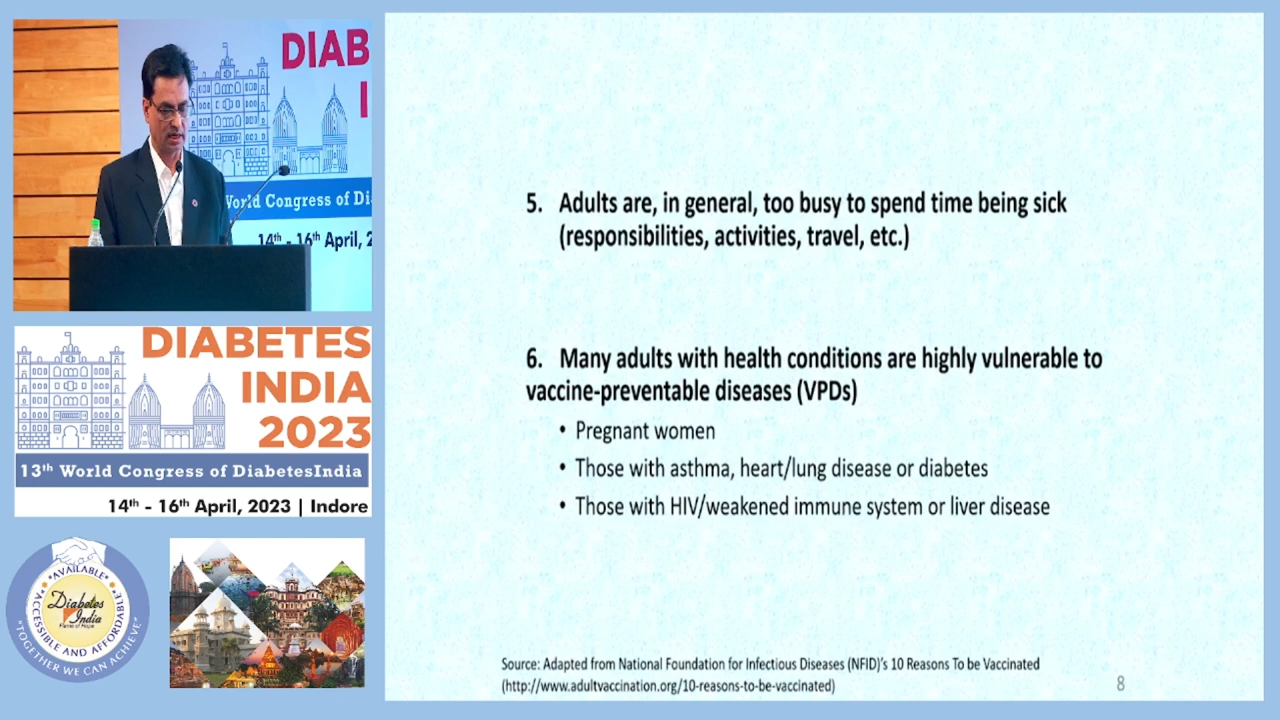 DIAB
I
World Congress of Di
14th - 16th April, 2
DIABETES
INDIA
2023
13th World Congress of DiabetesIndia
14th - 16th April, 2023 | Indore
*AVAILABLE*
*ACCESSIBLE AND AFFORDABLE*
Diabetes
India
"TOGETHER WE CAN ACHIEVE"
5. Adults are, in general, too busy to spend time being sick
(responsibilities, activities, travel, etc.)
6. Many adults with health conditions are highly vulnerable to
vaccine-preventable diseases (VPDs)
• Pregnant women
• Those with asthma, heart/lung disease or diabetes
• Those with HIV/weakened immune system or liver disease
Source: Adapted from National Foundation for Infectious Diseases (NFID)'s 10 Reasons To be Vaccinated
(http://www.adultvaccination.org/10-reasons-to-be-vaccinated)
8